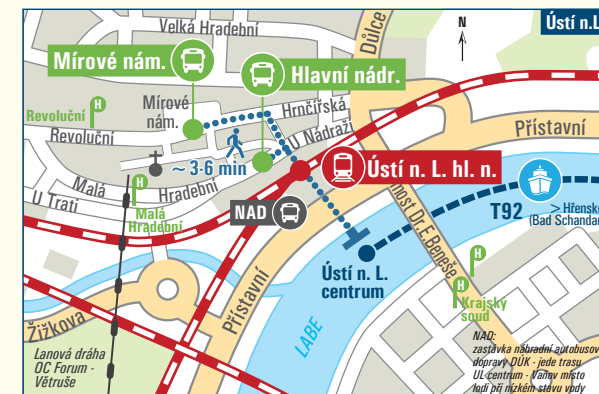 Velká Hradební
Důlce
N
Ústí n.L
Mírové nám.
Hlavní nádr.
Revoluční
H
Mírové
nám.
Hrnčířská
Revoluční
U Nádraží
Přístavní
~ 3-6 min
Ústí n. L. hl. n.
Malá
Hradební
U Trati
H
Malá
Hradební
NAD
most Dr. E. Beneše
T92
> Hřensko
(Bad Schandau
Ústí n. L.
centrum
H
H
Krajský
soud
Přístavní
LABE
Žižkova
Lanová dráha
OC Forum -
Větruše
NAD:
zastávka náhradní autobusov
dopravy DÚK - jede trasu
UL-centrum - Vaňov místo
lodi při nízkém stavu vody